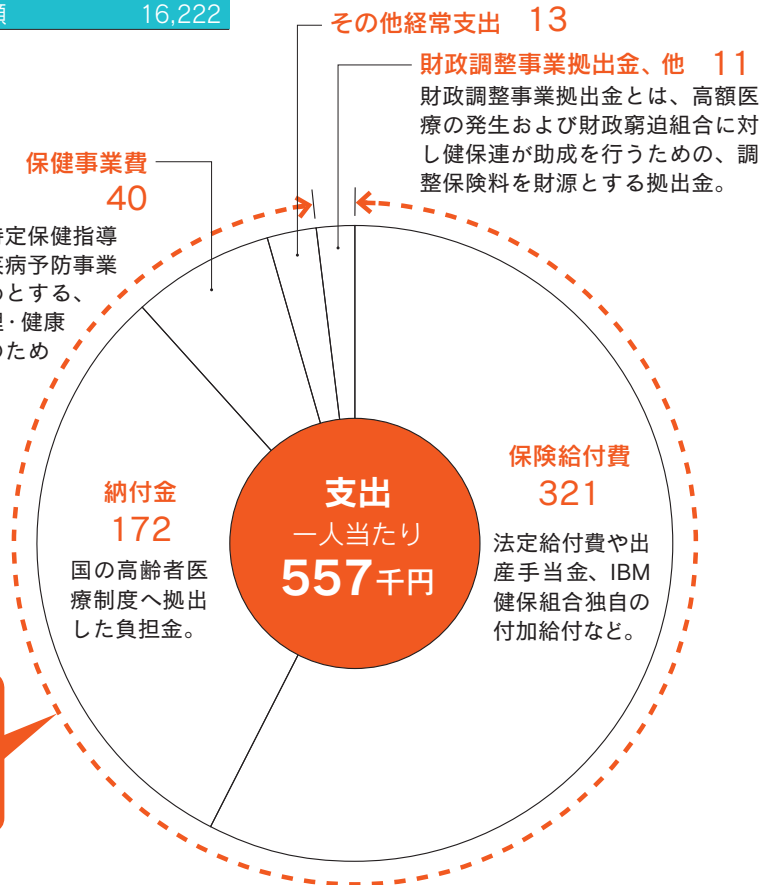 額 16,222
その他経常支出 13
財政調整事業拠出金、他 11
財政調整事業拠出金とは、高額医
療の発生および財政窮迫組合に対
し健保連が助成を行うための、調
整保険料を財源とする拠出金。
保健事業費
40
特定保健指導
疾病予防事業
めとする、
理・健康
のため
納付金
172
国の高齢者医
療制度へ拠出
した負担金。
支出
一人当たり
557千円
保険給付費
321
法定給付費や出
産手当金、IBM
健保組合独自の
付加給付など。